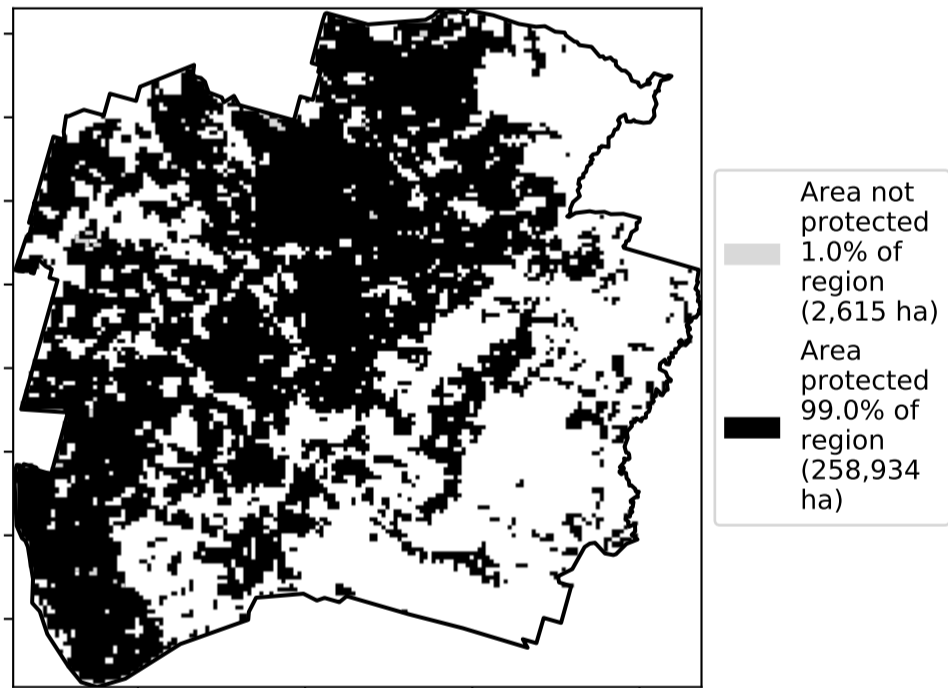 Area not
protected
1.0% of
region
(2,615 ha)
Area
protected
99.0% of
region
(258,934
ha)